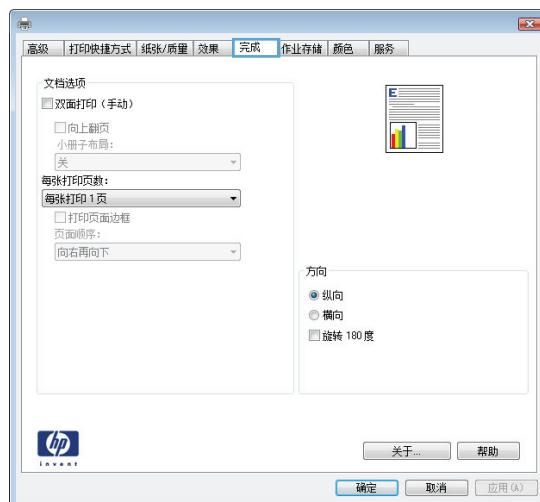 高级 打印快捷方式 纸张/质量 效果 完成 作业存储 颜色 服务
文档选项
双面打印（手动）
向上翻页
小册子布局:
关
每张打印页数:
每张打印 1 页
打印页面边框
页面顺序:
向右再向下
E
方向
纵向
横向
旋转 180 度
hp
invent
关于... 帮助
确定 取消 应用(A)